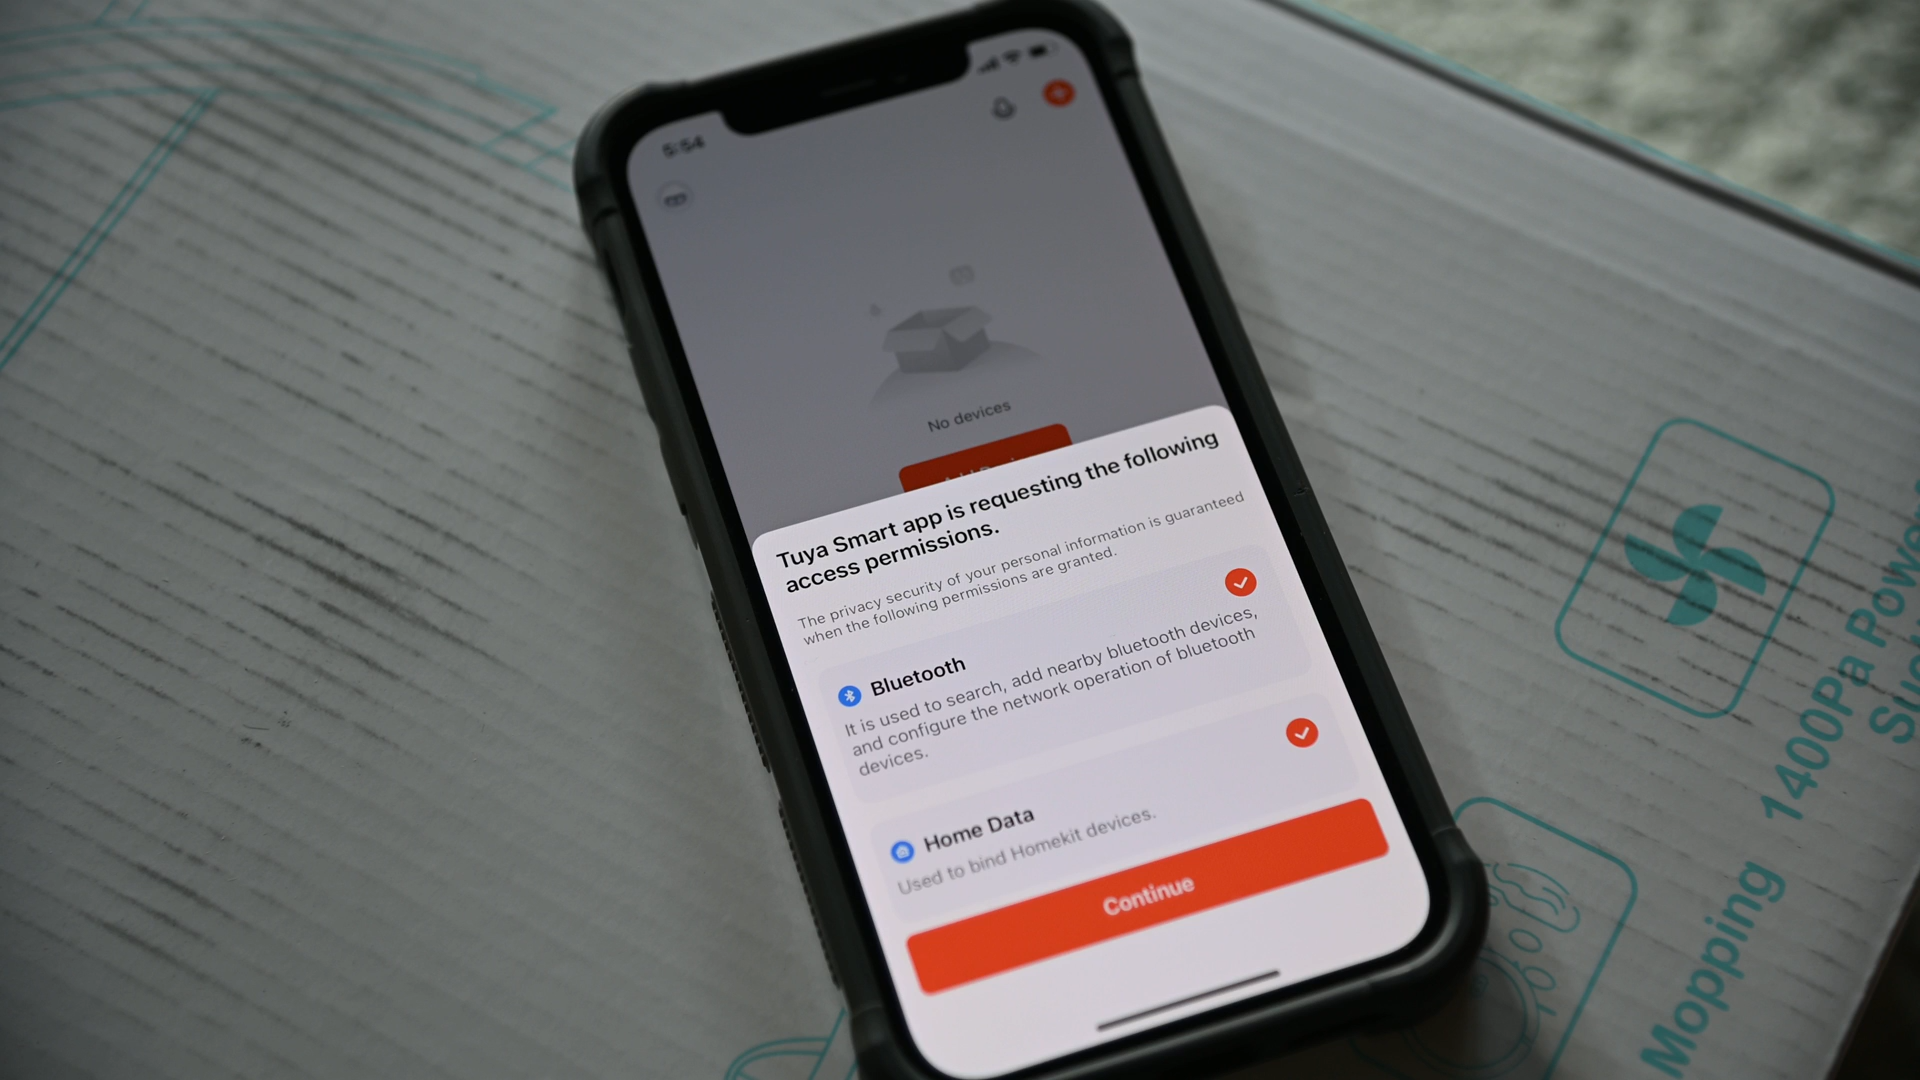 5:54
No devices
Tuya Smart app is requesting the following
access permissions.
The privacy security of your personal information is guaranteed
when the following permissions are granted.
Bluetooth
It is used to search, add nearby bluetooth devices,
and configure the network operation of bluetooth
devices.
Home Data
Used to bind Homekit devices.
Continue
1400Pa Powerful
Mopping